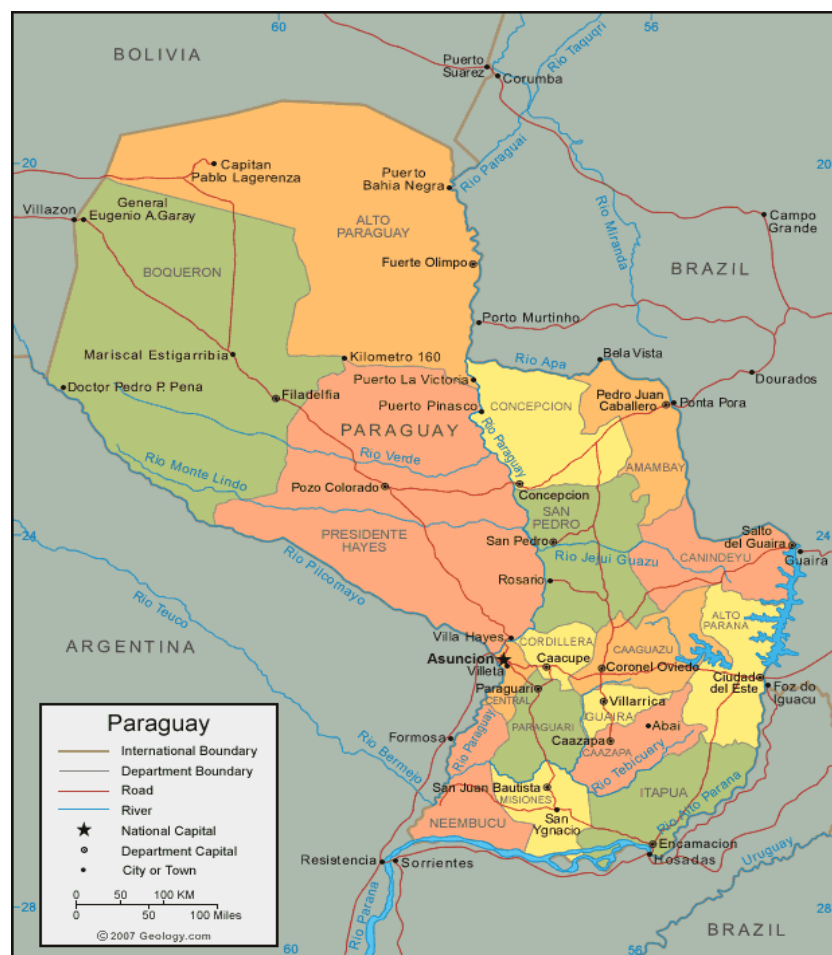 60
56
BOLIVIA
Puerto
Suarez
Corumba
Rio Taquqri
20
20
Capitan
Pablo Lagerenza
Puerto
Bahia Negra
Rio Paraguai
Villazon
General
Eugenio A.Garay
ALTO
PARAGUAY
Rio Miranda
Campo
Grande
BOQUERON
Fuerte Olimpo
BRAZIL
Porto Murtinho
Mariscal Estigarribia
Kilometro 160
Rio Apa
Bela Vista
Doctor Pedro P. Pena
Filadelfia
Puerto La Victoria
Puerto Pinasco
CONCEPCION
Pedro Juan
Caballero
Ponta Pora
Dourados
PARAGUAY
Rio Paraguay
Rio Verde
AMAMBAY
Rio Monte Lindo
Pozo Colorado
Concepcion
SAN
PEDRO
24
24
PRESIDENTE
HAYES
San Pedro
Rio Jejui Guazu
CANINDEYU
Salto
del Guaira
Guaira
Rio Pilcomayo
Rosario
Rio Teuco
ALTO
PARANA
ARGENTINA
Villa Hayes
CORDILLERA
CAAGUAZU
Asuncion
Villeta
Caacupe
Coronel Oviedo
Ciudad
del Este
Foz do
Iguacu
Paraguari
CENTRAL
Villarrica
GUAIRA
PARAGUARI
Abai
Caazapa
CAAZAPA
Formosa
Rio Paraguay
Rio Bermejo
Rio Tebicuery
San Juan Bautista
MISIONES
ITAPUA
Rio Alto Parana
NEEMBUCU
San
Ygnacio
Encarnacion
Hosadas
Uruguay
Resistencia
Sorrientes
Rio Parana
28
28
BRAZIL
60
56
Paraguay
International Boundary
Department Boundary
Road
River
National Capital
Department Capital
City or Town
0 50 100 KM
0 50 100 Miles
© 2007 Geology.com